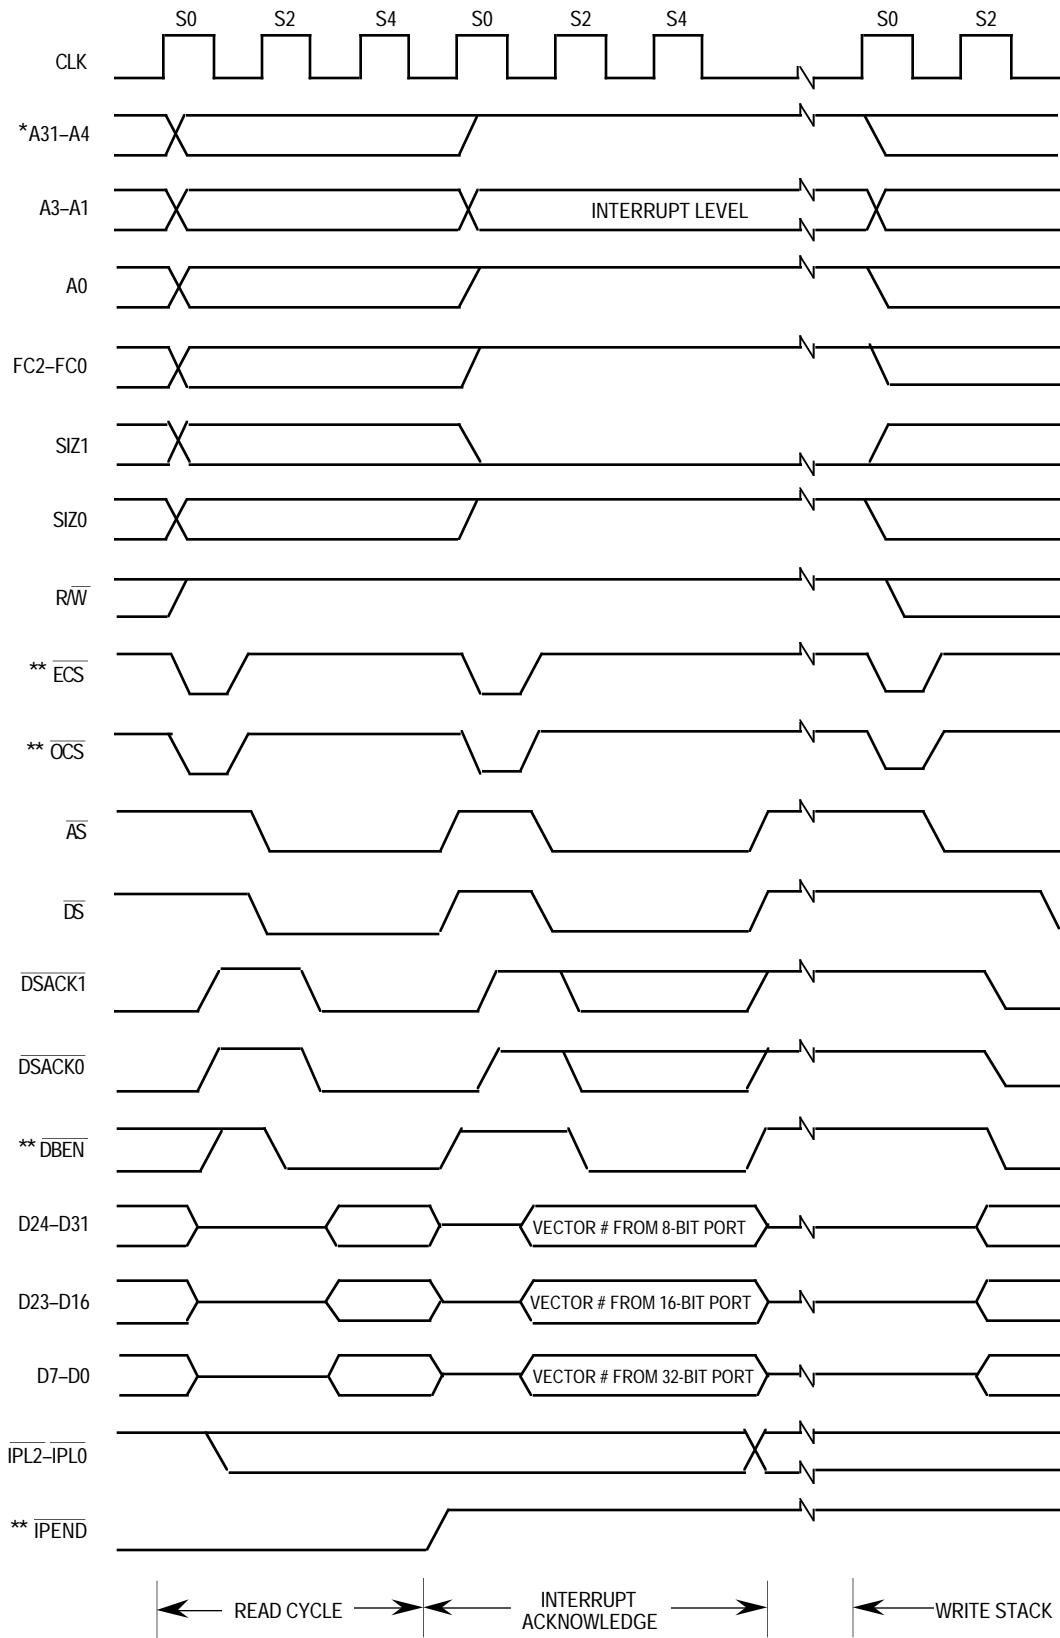 S0 S2 S4 S0 S2 S4 S0 S2
CLK
*A31–A4
A3–A1 INTERRUPT LEVEL
A0
FC2–FC0
SIZ1
SIZ0
R/W
** ECS
** OCS
AS
DS
DSACK1
DSACK0
** DBEN
D24–D31 VECTOR # FROM 8-BIT PORT
D23–D16 VECTOR # FROM 16-BIT PORT
D7–D0 VECTOR # FROM 32-BIT PORT
IPL2–IPL0
** IPEND
READ CYCLE INTERRUPT ACKNOWLEDGE WRITE STACK